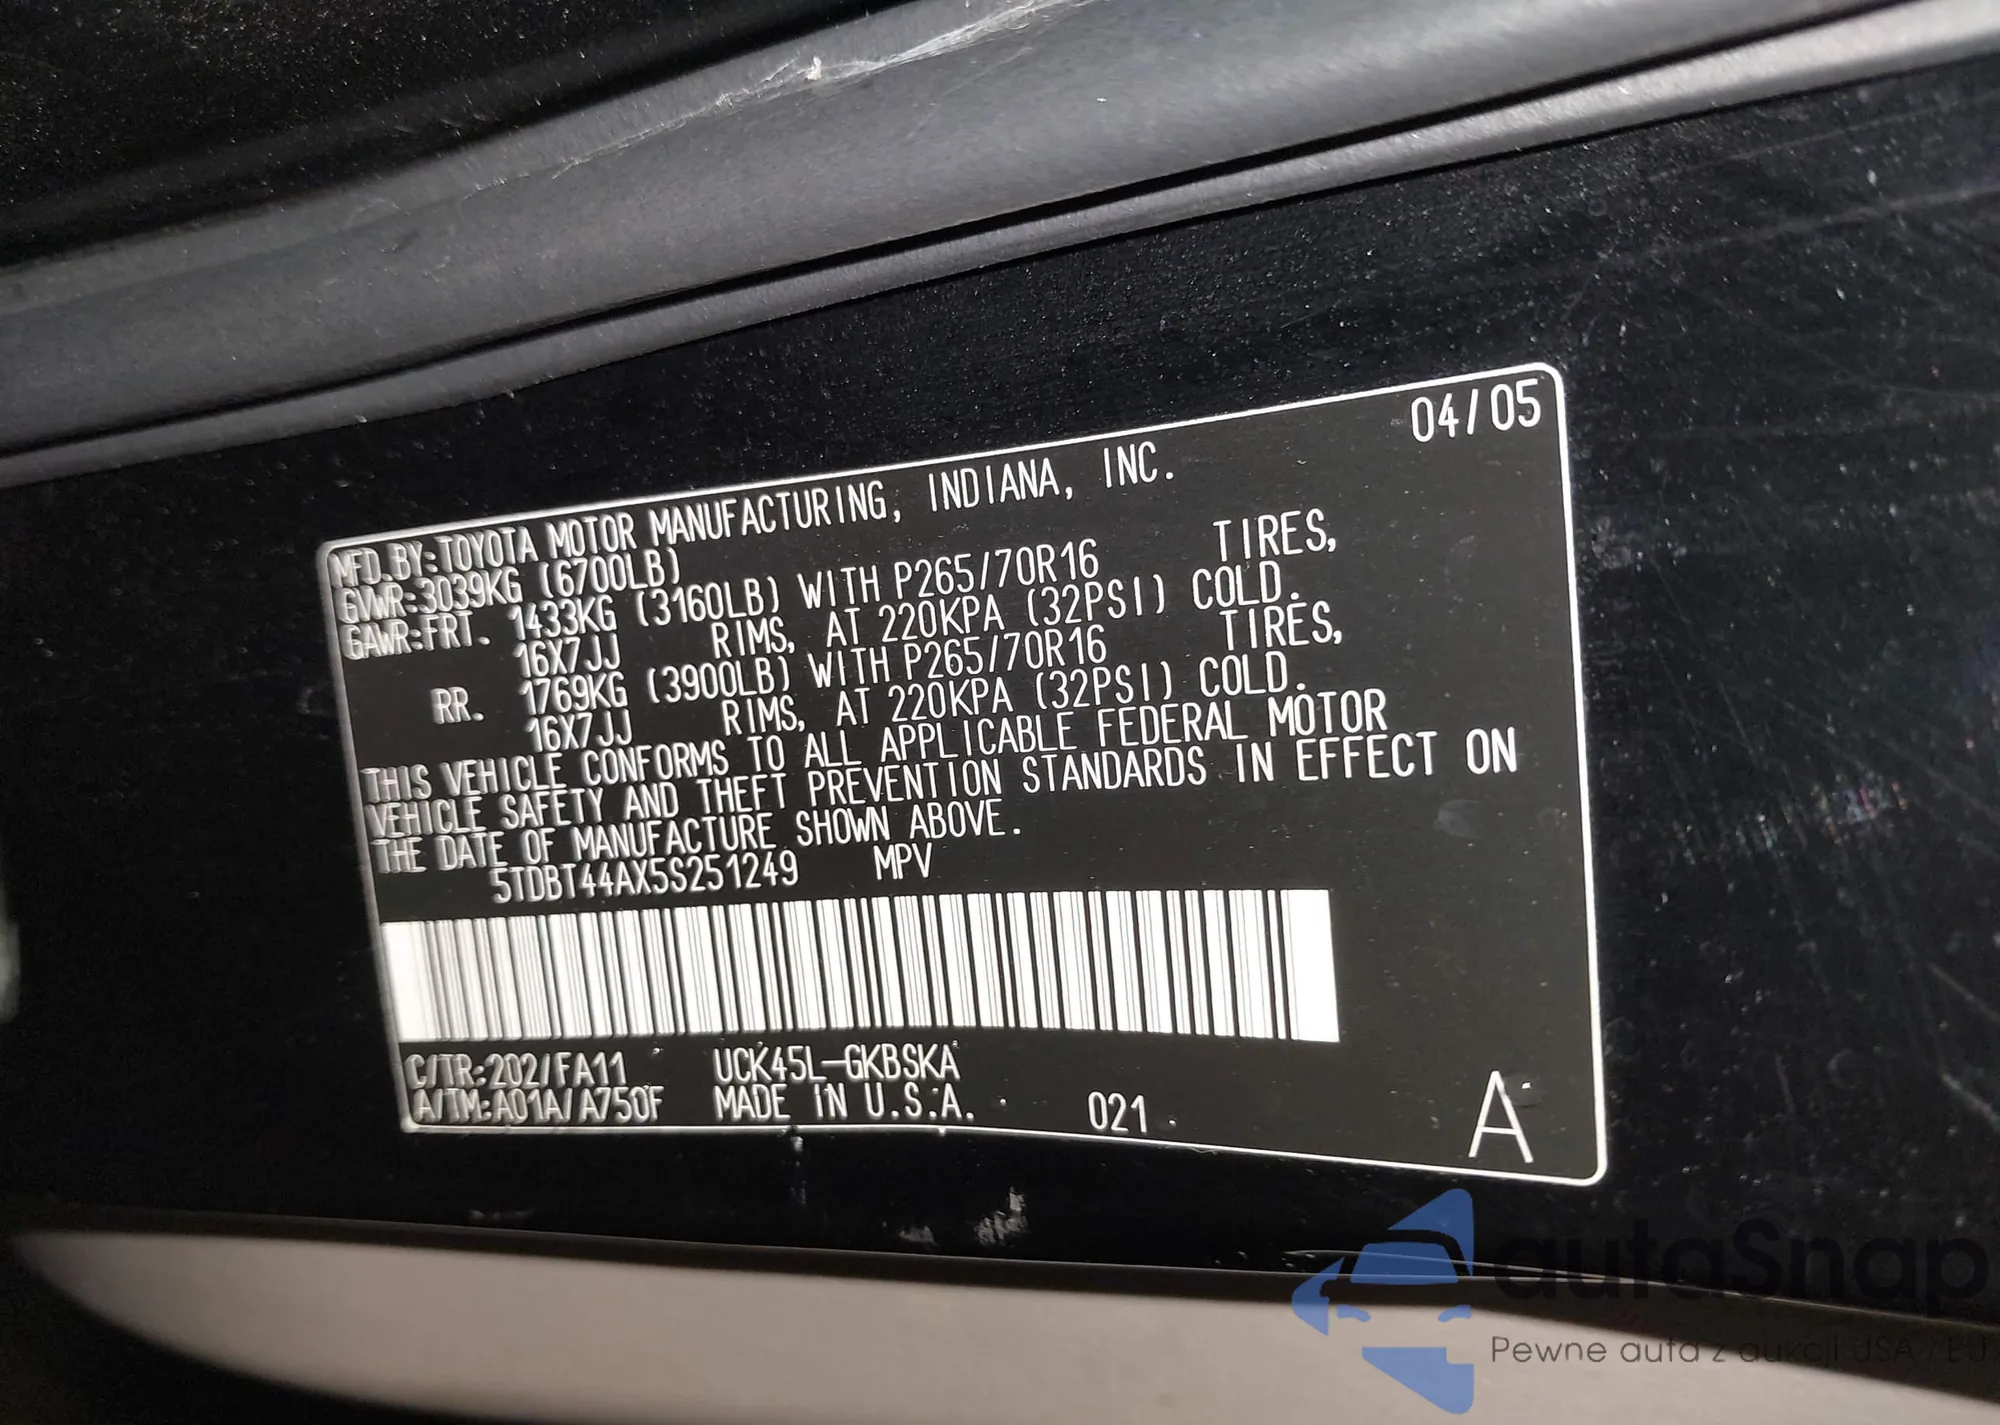 04/05
MFD.BY:TOYOTA MOTOR MANUFACTURING, INDIANA, INC.
GVWR:3039KG (6700LB)
GAWR:FRT. 1433KG (3160LB) WITH P265/70R16 TIRES,
16X7JJ RIMS, AT 220KPA (32PSI) COLD.
RR. 1769KG (3900LB) WITH P265/70R16 TIRES,
16X7JJ RIMS, AT 220KPA (32PSI) COLD.
THIS VEHICLE CONFORMS TO ALL APPLICABLE FEDERAL MOTOR
VEHICLE SAFETY AND THEFT PREVENTION STANDARDS IN EFFECT ON
THE DATE OF MANUFACTURE SHOWN ABOVE.
5TDBT44AX5S251249 MPV
C/TR:202/FA11 UCK45L-GKBSKA
A/TM:A01A/A750F MADE IN U.S.A. 021 A
autaSnap
Pewne auta z aukcji USA i EU